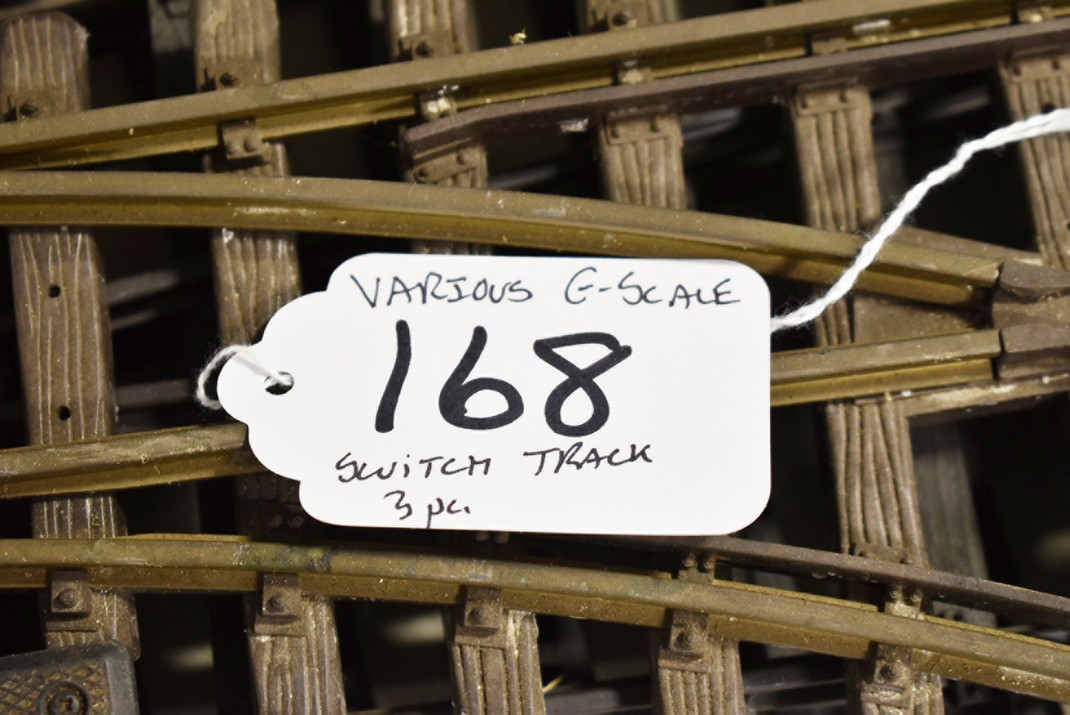 VARIOUS G-SCALE
168
SWITCH TRACK
3 pc.